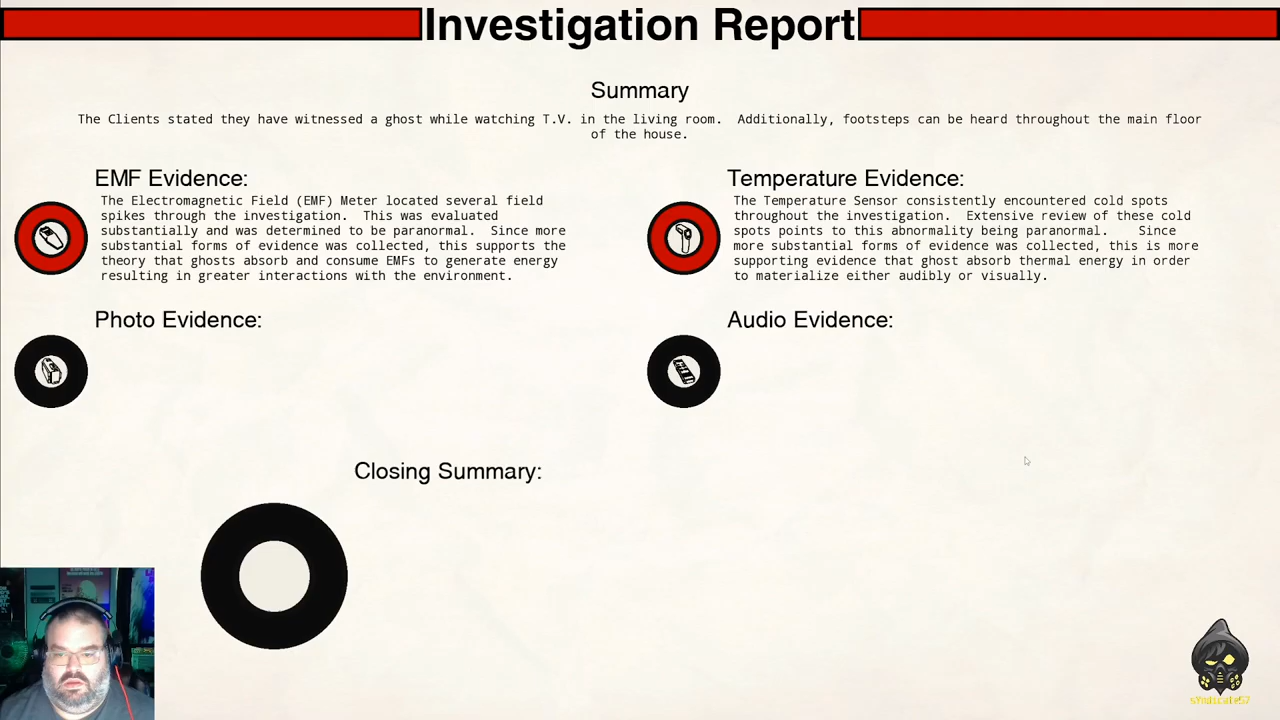 Investigation Report
Summary
The Clients stated they have witnessed a ghost while watching T.V. in the living room.  Additionally, footsteps can be heard throughout the main floor
of the house.
EMF Evidence:
The Electromagnetic Field (EMF) Meter located several field
spikes through the investigation.  This was evaluated
substantially and was determined to be paranormal.  Since more
substantial forms of evidence was collected, this supports the
theory that ghosts absorb and consume EMFs to generate energy
resulting in greater interactions with the environment.
Temperature Evidence:
The Temperature Sensor consistently encountered cold spots
throughout the investigation.  Extensive review of these cold
spots points to this abnormality being paranormal.   Since
more substantial forms of evidence was collected, this is more
supporting evidence that ghost absorb thermal energy in order
to materialize either audibly or visually.
Photo Evidence:
Audio Evidence:
Closing Summary: